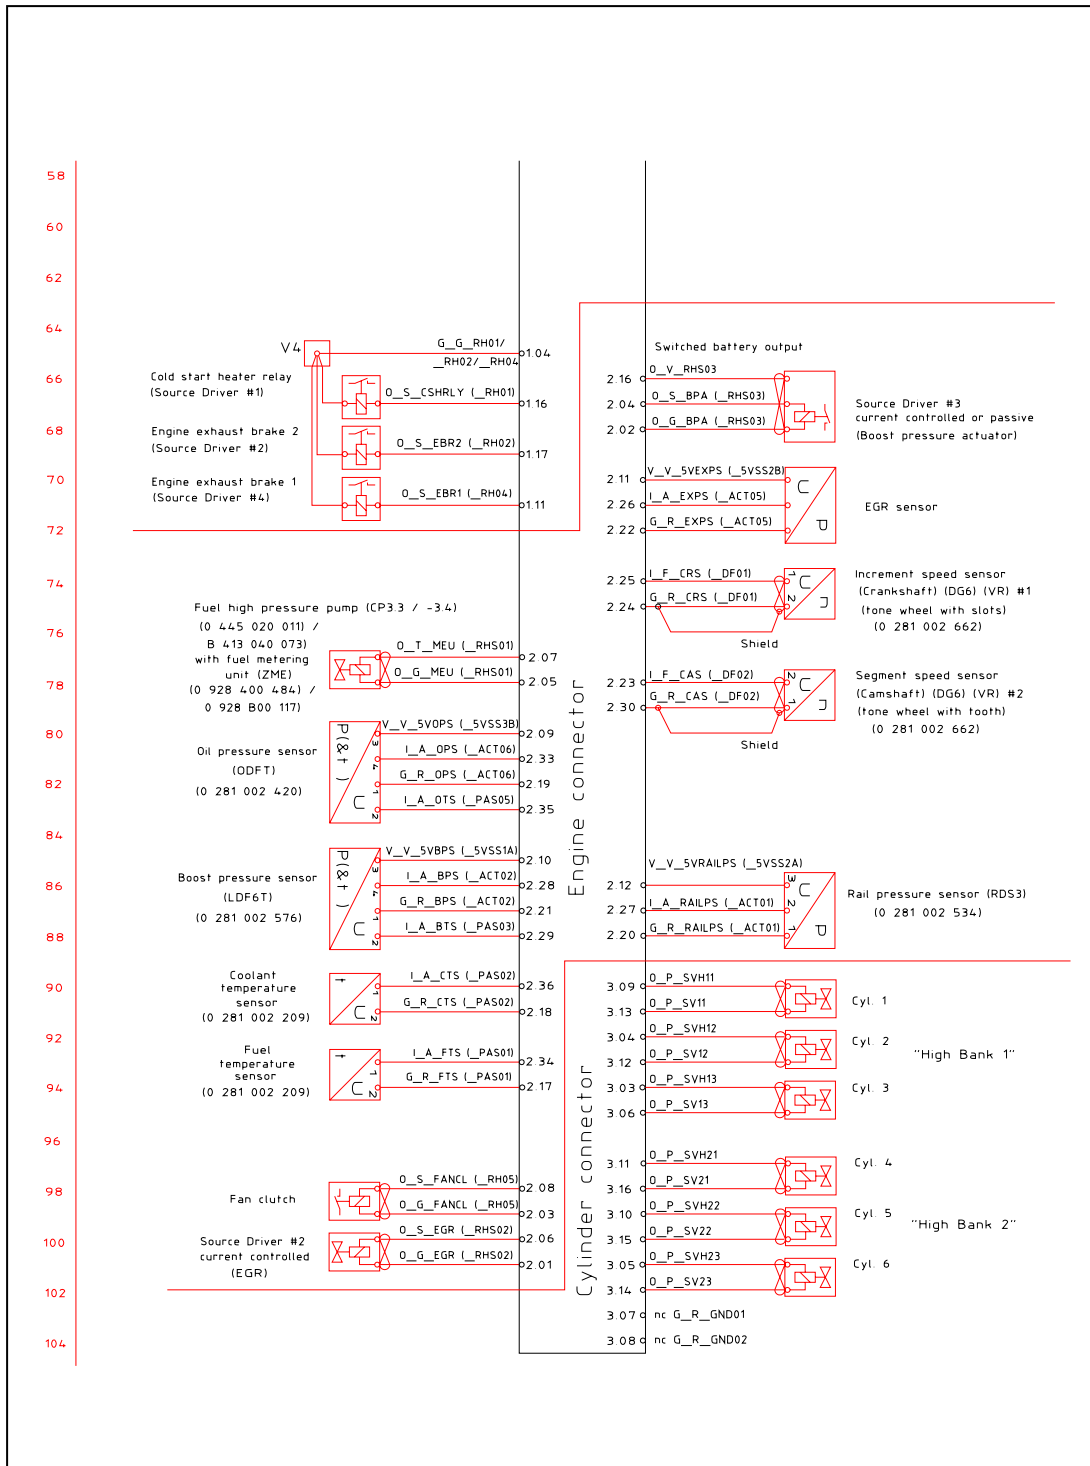 58
60
62
64
66
68
70
72
74
76
78
80
82
84
86
88
90
92
94
96
98
100
102
104
V4
G_G_RH01/
_RH02/_RH04
1.04
Cold start heater relay
(Source Driver #1)
O_S_CSHRLY (_RH01)
1.16
Engine exhaust brake 2
(Source Driver #2)
O_S_EBR2 (_RH02)
1.17
Engine exhaust brake 1
(Source Driver #4)
O_S_EBR1 (_RH04)
1.11
Fuel high pressure pump (CP3.3 / -3.4)
(0 445 020 011) /
B 413 040 073)
with fuel metering
unit (ZME)
(0 928 400 484) /
0 928 B00 117)
O_T_MEU (_RHS01)
2.07
O_G_MEU (_RHS01)
2.05
Oil pressure sensor
(ODFT)
(0 281 002 420)
P(&t )
U
3
4
1
2
V_V_5VOPS (_5VSS3B)
2.09
I_A_OPS (_ACT06)
2.33
G_R_OPS (_ACT06)
2.19
I_A_OTS (_PAS05)
2.35
Boost pressure sensor
(LDF6T)
(0 281 002 576)
P(&t )
U
3
4
1
2
V_V_5VBPS (_5VSS1A)
2.10
I_A_BPS (_ACT02)
2.28
G_R_BPS (_ACT02)
2.21
I_A_BTS (_PAS03)
2.29
Coolant
temperature
sensor
(0 281 002 209)
t
U
1
2
I_A_CTS (_PAS02)
2.36
G_R_CTS (_PAS02)
2.18
Fuel
temperature
sensor
(0 281 002 209)
t
U
1
2
I_A_FTS (_PAS01)
2.34
G_R_FTS (_PAS01)
2.17
Fan clutch
O_S_FANCL (_RH05)
2.08
O_G_FANCL (_RH05)
2.03
Source Driver #2
current controlled
(EGR)
O_S_EGR (_RHS02)
2.06
O_G_EGR (_RHS02)
2.01
Engine connector
Cylinder connector
Switched battery output
2.16
O_V_RHS03
2.04
O_S_BPA (_RHS03)
2.02
O_G_BPA (_RHS03)
Source Driver #3
current controlled or passive
(Boost pressure actuator)
2.11
V_V_5VEXPS (_5VSS2B)
2.26
I_A_EXPS (_ACT05)
2.22
G_R_EXPS (_ACT05)
U
P
EGR sensor
2.25
I_F_CRS (_DF01)
2.24
G_R_CRS (_DF01)
Shield
1
2
U
n
Increment speed sensor
(Crankshaft) (DG6) (VR) #1
(tone wheel with slots)
(0 281 002 662)
2.23
I_F_CAS (_DF02)
2.30
G_R_CAS (_DF02)
Shield
2
1
U
n
Segment speed sensor
(Camshaft) (DG6) (VR) #2
(tone wheel with tooth)
(0 281 002 662)
V_V_5VRAILPS (_5VSS2A)
2.12
2.27
I_A_RAILPS (_ACT01)
2.20
G_R_RAILPS (_ACT01)
3
2
1
U
P
Rail pressure sensor (RDS3)
(0 281 002 534)
3.09
O_P_SVH11
3.13
O_P_SV11
Cyl. 1
3.04
O_P_SVH12
3.12
O_P_SV12
Cyl. 2
"High Bank 1"
3.03
O_P_SVH13
3.06
O_P_SV13
Cyl. 3
3.11
O_P_SVH21
3.16
O_P_SV21
Cyl. 4
3.10
O_P_SVH22
3.15
O_P_SV22
Cyl. 5
"High Bank 2"
3.05
O_P_SVH23
3.14
O_P_SV23
Cyl. 6
3.07
nc G_R_GND01
3.08
nc G_R_GND02